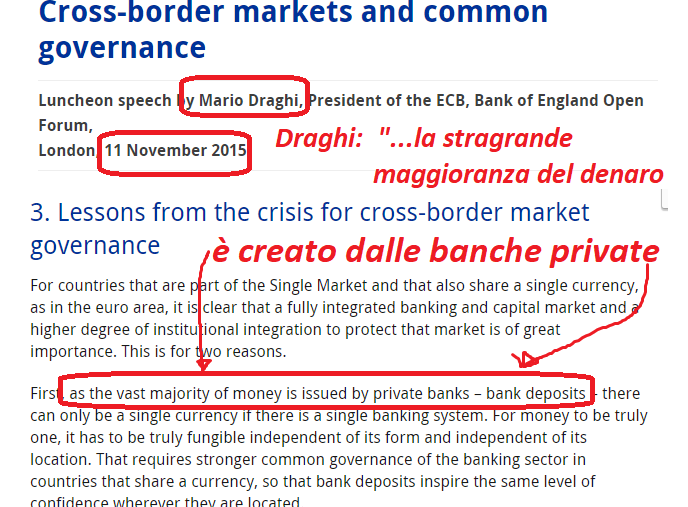 Cross-border markets and common
governance
Luncheon speech by Mario Draghi, President of the ECB, Bank of England Open
Forum,
London, 11 November 2015
Draghi: "...la stragrande
maggioranza del denaro
3. Lessons from the crisis for cross-border market
governance
è creato dalle banche private
For countries that are part of the Single Market and that also share a single currency,
as in the euro area, it is clear that a fully integrated banking and capital market and a
higher degree of institutional integration to protect that market is of great
importance. This is for two reasons.
First, as the vast majority of money is issued by private banks – bank deposits – there
can only be a single currency if there is a single banking system. For money to be truly
one, it has to be truly fungible independent of its form and independent of its
location. That requires stronger common governance of the banking sector in
countries that share a currency, so that bank deposits inspire the same level of
confidence wherever they are located